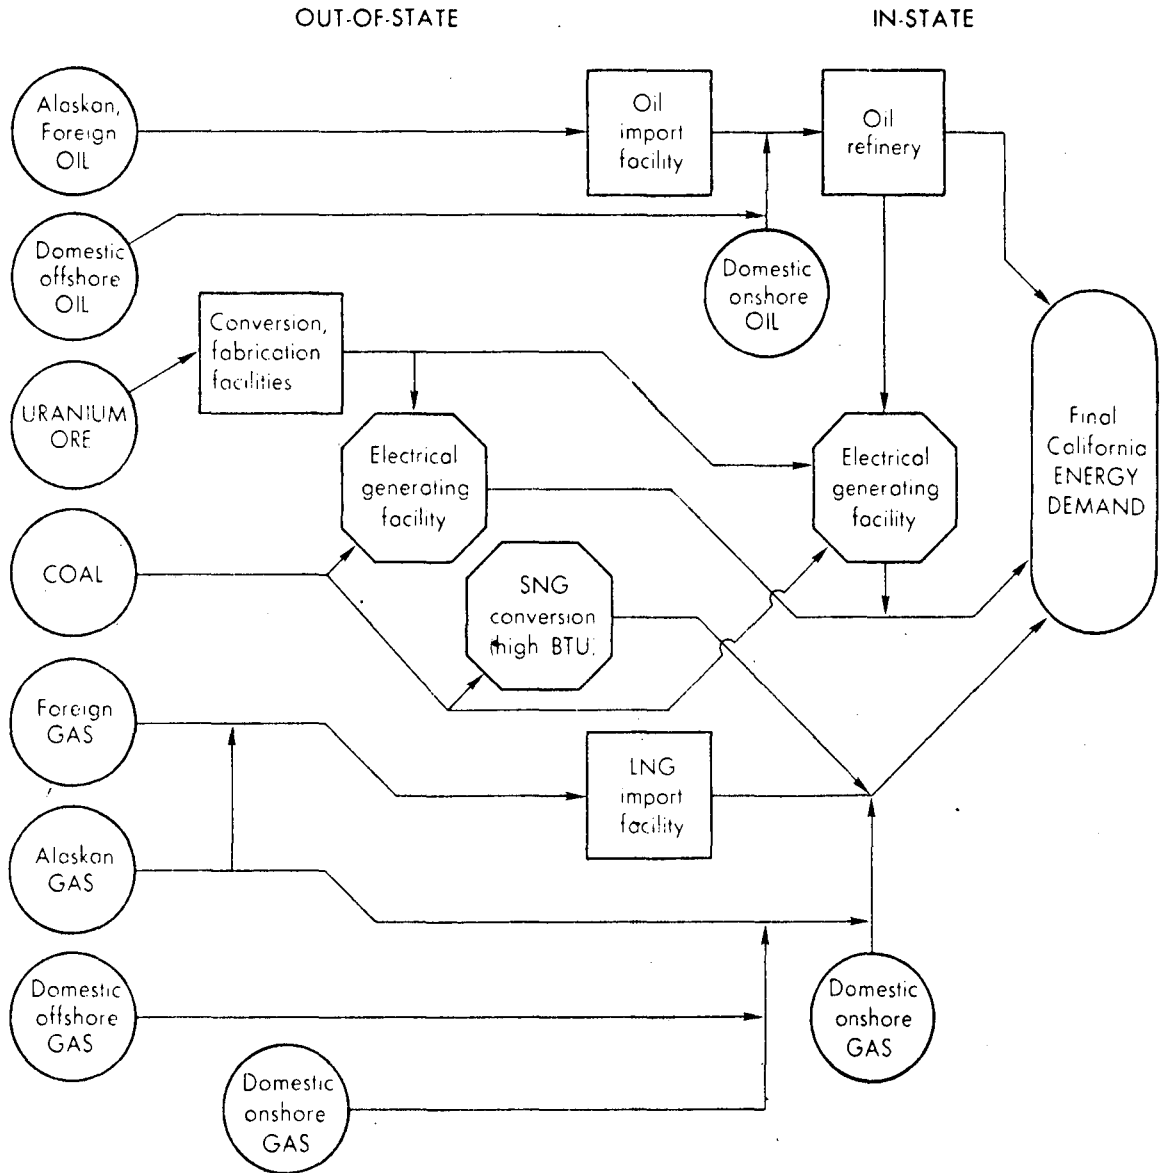 OUT-OF-STATE
IN-STATE
Alaskan,
Foreign
OIL
Oil
import
facility
Oil
refinery
Domestic
offshore
OIL
Domestic
onshore
OIL
Conversion,
fabrication
facilities
URANIUM
ORE
Electrical
generating
facility
Electrical
generating
facility
Final
California
ENERGY
DEMAND
COAL
SNG
conversion
(high BTU)
Foreign
GAS
LNG
import
facility
Alaskan
GAS
Domestic
offshore
GAS
Domestic
onshore
GAS
Domestic
onshore
GAS